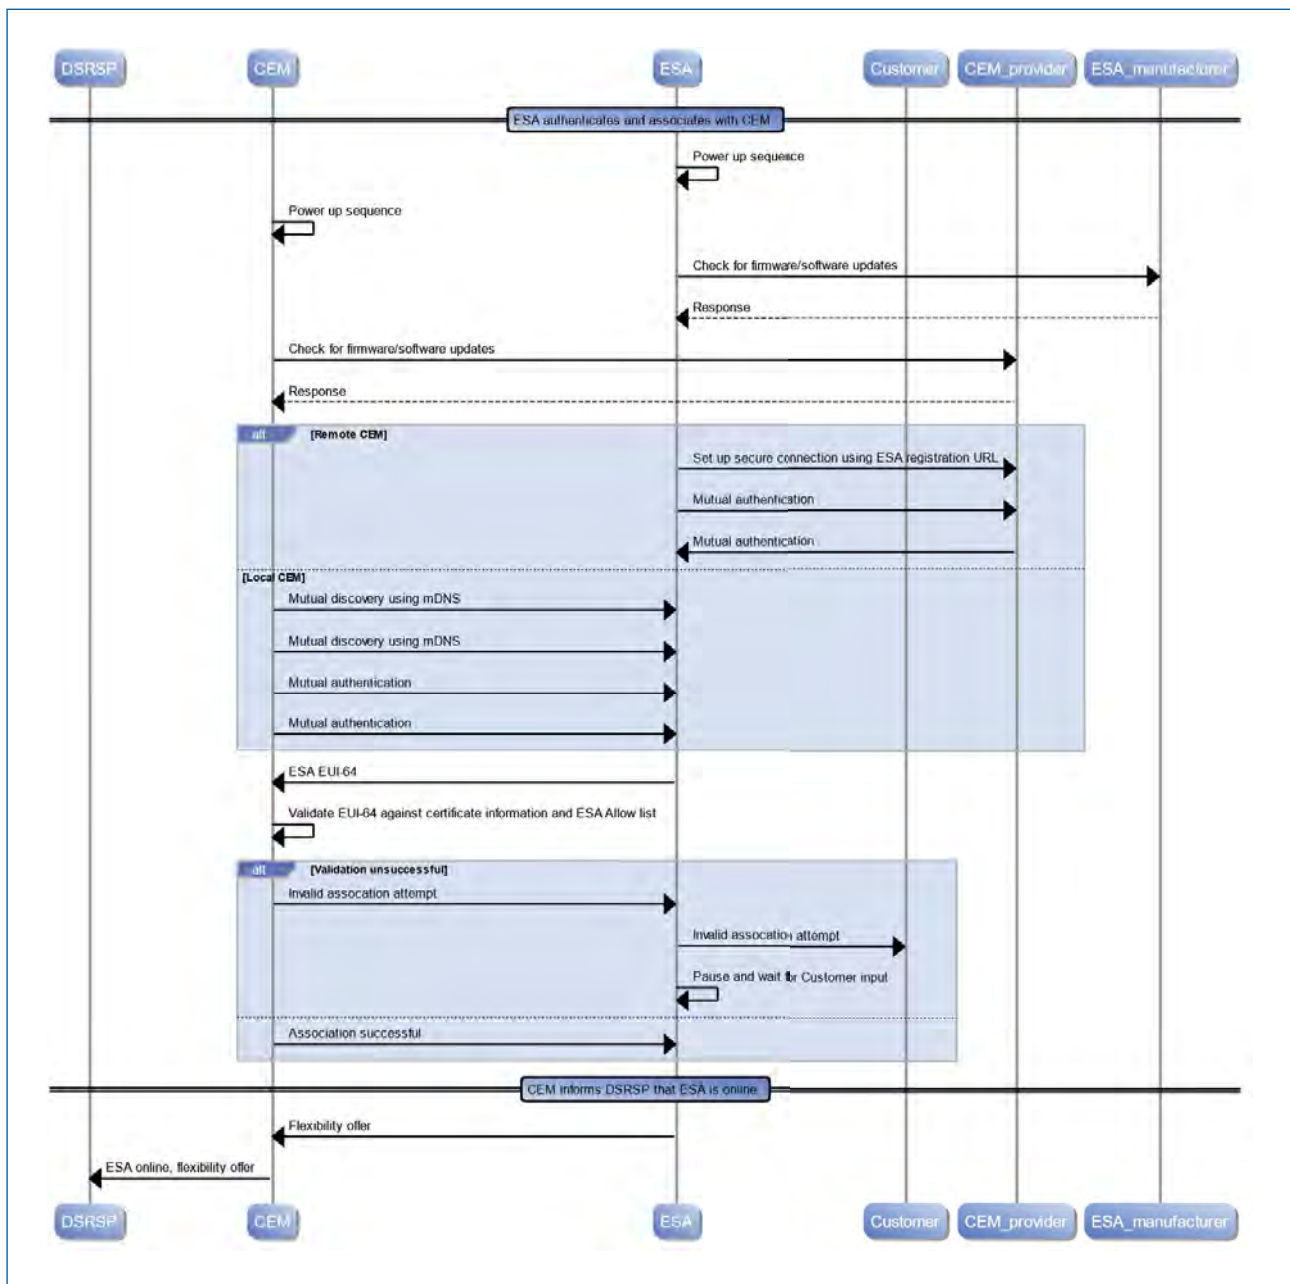 DSRSP CEM ESA Customer CEM_provider ESA_manufacturer
ESA authenticates and associates with CEM
Power up sequence
Power up sequence
Check for firmware/software updates
Response
Check for firmware/software updates
Response
alt [Remote CEM]
Set up secure connection using ESA registration URL
Mutual authentication
Mutual authentication
[Local CEM]
Mutual discovery using mDNS
Mutual discovery using mDNS
Mutual authentication
Mutual authentication
ESA EUI-64
Validate EUI-64 against certificate information and ESA Allow list
alt [Validation unsuccessful]
Invalid assocation attempt
Invalid assocation attempt
Pause and wait for Customer input
Association successful
CEM informs DSRSP that ESA is online
Flexibility offer
ESA online, flexibility offer
DSRSP CEM ESA Customer CEM_provider ESA_manufacturer